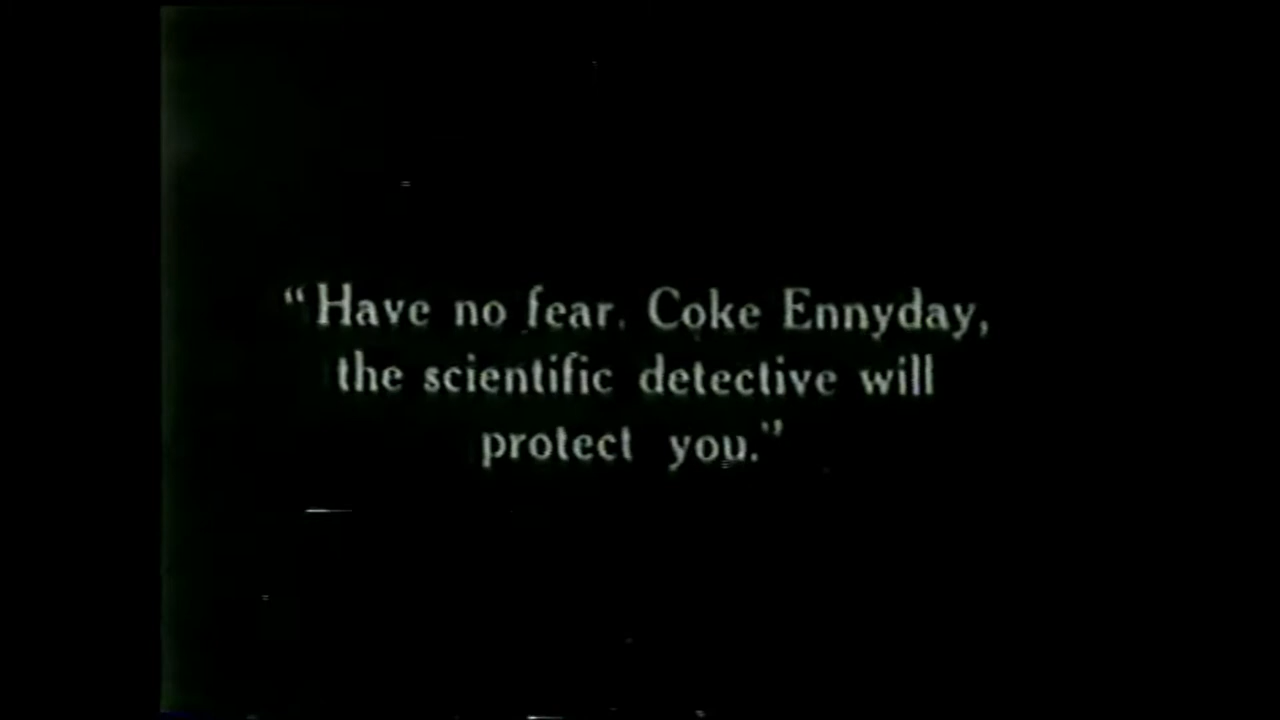 “Have no fear. Coke Ennyday,
the scientific detective will
protect you.”